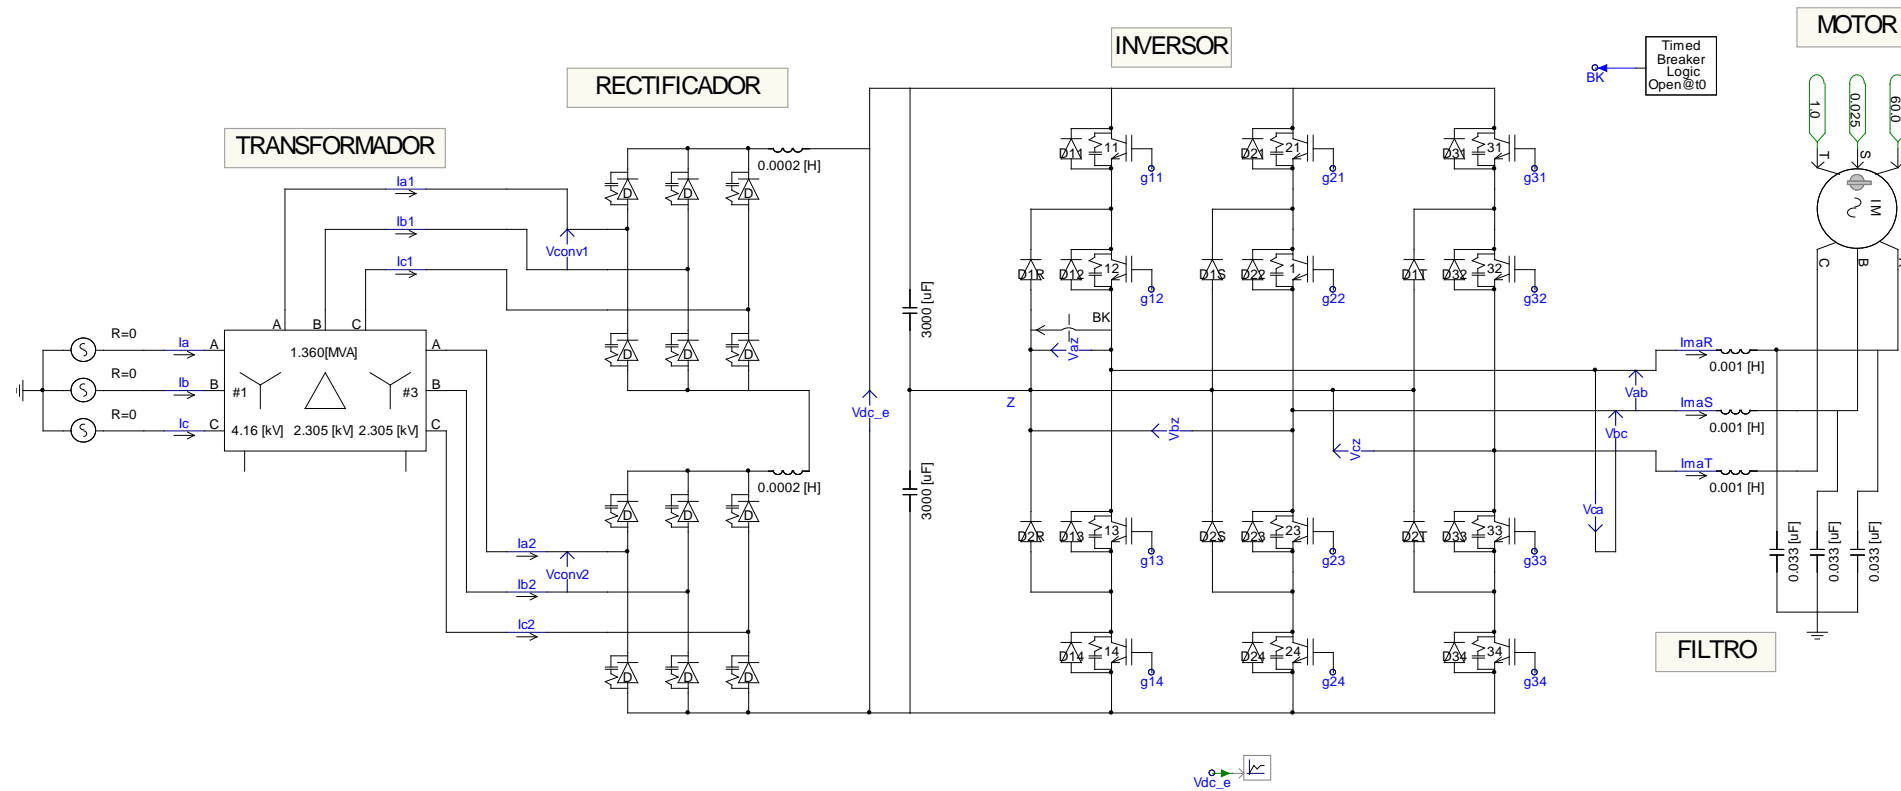 MOTOR
INVERSOR
Timed
Breaker
Logic
Open@t0
BK
RECTIFICADOR
TRANSFORMADOR
1.0
0.025
60.0
T
S
IM
C
B
0.0002 [H]
Ia1
Ib1
Ic1
Vconv1
D
D
D
D
D
D
D11
11
g11
D21
21
g21
D31
31
g31
D1R
D12
12
g12
D1S
D22
1
g22
D1T
D32
32
g32
3000 [uF]
BK
Vaz
R=0
R=0
R=0
Ia
Ib
Ic
A
B
C
A
B
C
A
B
C
1.360[MVA]
#1
#3
4.16 [kV]
2.305 [kV]
2.305 [kV]
Vdc_e
Z
Vbz
Vcz
Vab
Vbc
Vca
ImaR
0.001 [H]
ImaS
0.001 [H]
ImaT
0.001 [H]
0.0002 [H]
3000 [uF]
D
D
D
D
D
D
Ia2
Vconv2
Ib2
Ic2
D2R
D13
13
g13
D2S
D23
23
g23
D2T
D33
33
g33
0.033 [uF]
0.033 [uF]
0.033 [uF]
D14
14
g14
D24
24
g24
D34
34
g34
FILTRO
Vdc_e